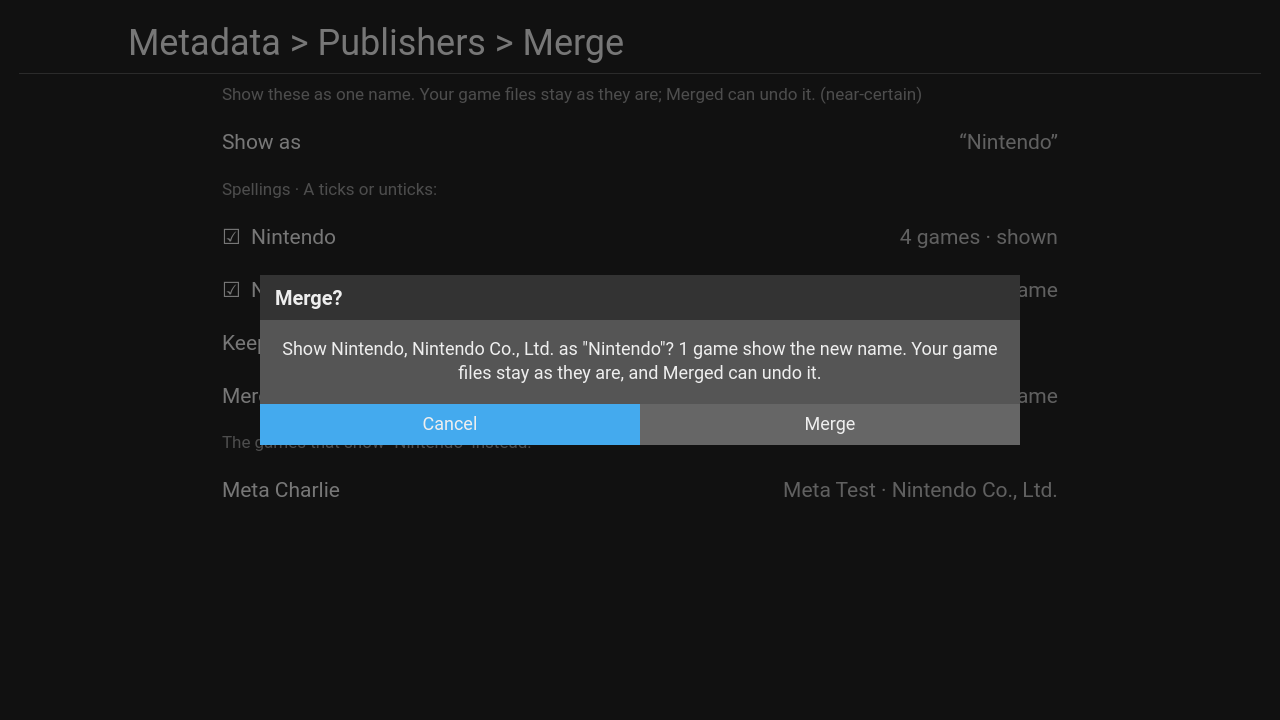 Metadata > Publishers > Merge
Show these as one name. Your game files stay as they are; Merged can undo it. (near-certain)
Show as “Nintendo”
Spellings · A ticks or unticks:
☑ Nintendo 4 games · shown
☑
Merge?
Show Nintendo, Nintendo Co., Ltd. as "Nintendo"? 1 game show the new name. Your game
files stay as they are, and Merged can undo it.
Cancel Merge
Meta Charlie Meta Test · Nintendo Co., Ltd.